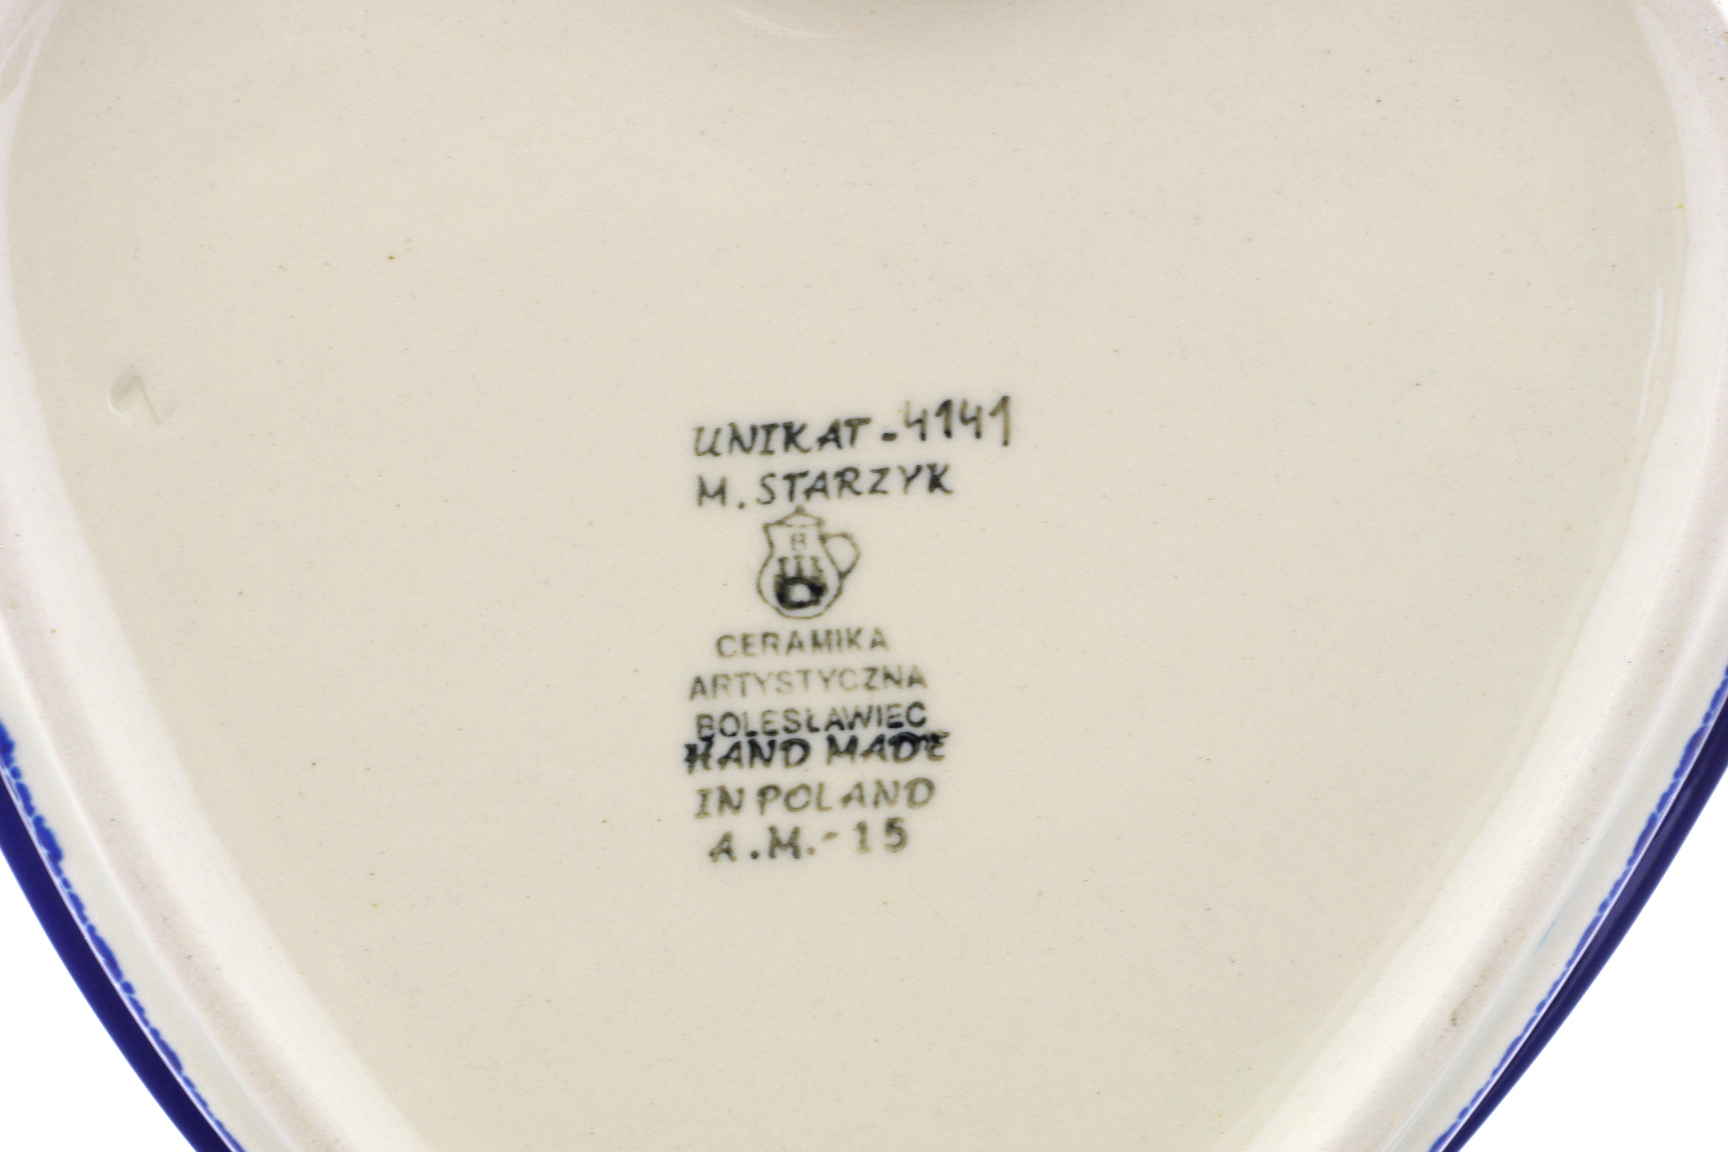 UNIKAT-4141
M. STARZYK
B
CERAMIKA
ARTYSTYCZNA
BOLESŁAWIEC
HAND MADE
IN POLAND
A.M.-15